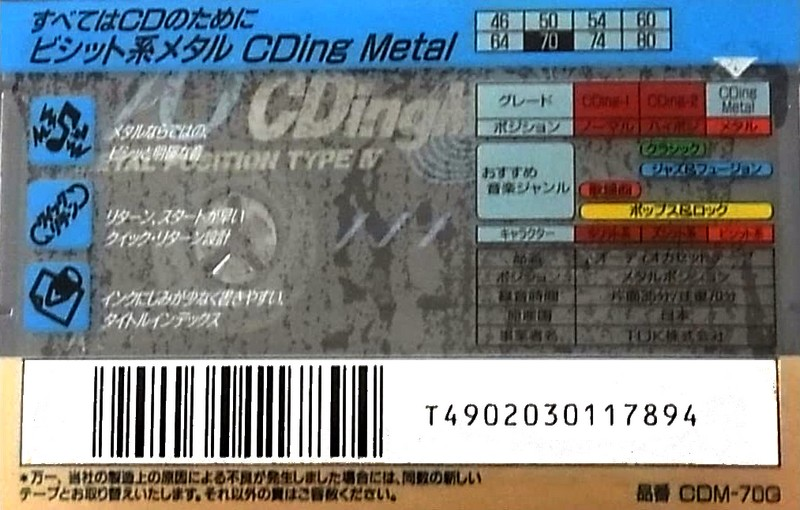 すべてはCDのために
ビシット系メタル CDing Metal
46 50 54 60
64 70 74 80
グレード CDing-1 CDing-2 CDing Metal
ポジション ノーマル ハイポジ メタル
おすすめ
音楽ジャンル
クラシック
ジャズ&フュージョン
歌謡曲
ポップス&ロック
キャラクター ビシット系
メタルならではの、
CDing
METAL POSITION TYPE IV
クイックリターン
リターン、スタートが早い
クイック・リターン設計
インクにじみが少なく書きやすい、
タイトルインデックス
品名 オーディオカセットテープ
ポジション メタルポジション
録音時間 片面35分/往復70分
原産国 日本
事業者名 TDK株式会社
T4902030117894
*万一、当社の製造上の原因による不良が発生しました場合には、同数の新しい
テープとお取り替えいたします。それ以外の責はご容赦ください。
品番 CDM-70G